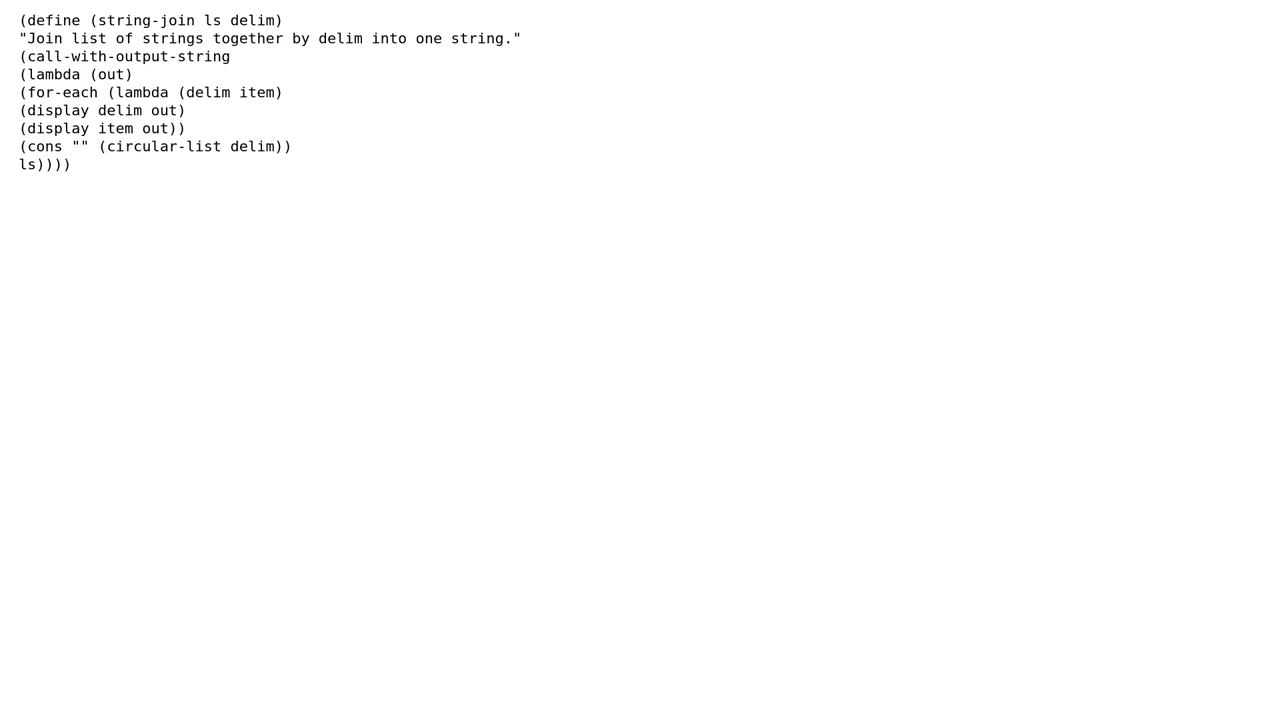 (define (string-join ls delim)
"Join list of strings together by delim into one string."
(call-with-output-string
(lambda (out)
(for-each (lambda (delim item)
(display delim out)
(display item out))
(cons "" (circular-list delim))
ls))))